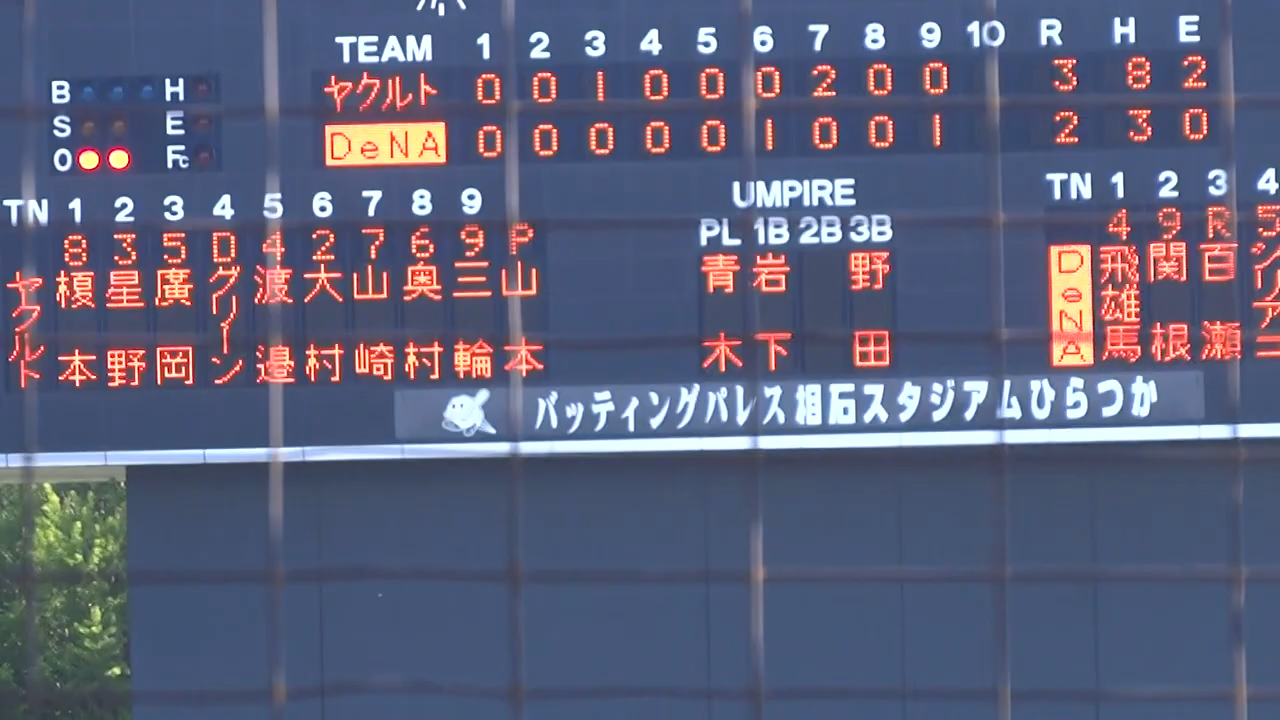 TEAM 1 2 3 4 5 6 7 8 9 10 R H E
ヤクルト 0 0 1 0 0 0 2 0 0 3 8 2
DeNA 0 0 0 0 0 1 0 0 1 2 3 0
B H
S E
O Fc
TN 1 2 3 4 5 6 7 8 9
8 3 5 D 4 2 7 6 9 P
ヤクルト 榎本 星野 廣岡 グリーン 渡邉 大村 山崎 奥村 三輪 山本
UMPIRE
PL 1B 2B 3B
青木 岩下 野田
TN 1 2 3 4
4 9 R 5
DeNA 飛雄馬 関根 百瀬
バッティングパレス相石スタジアムひらつか